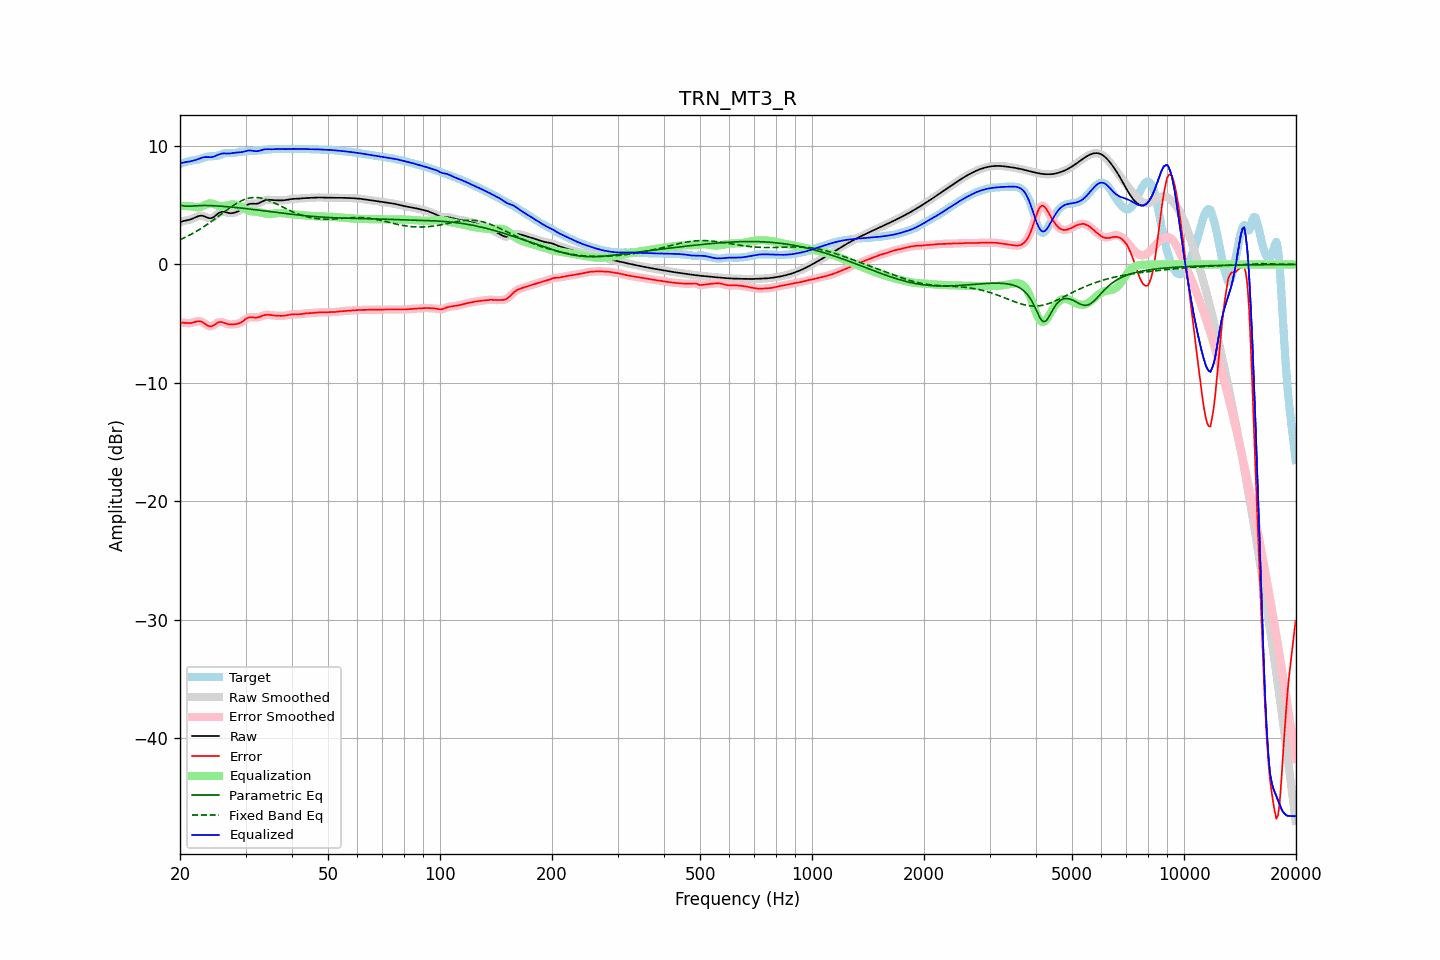 TRN_MT3_R
Amplitude (dBr)
10
0
−10
−20
−30
−40
Target
Raw Smoothed
Error Smoothed
Raw
Error
Equalization
Parametric Eq
Fixed Band Eq
Equalized
20 50 100 200 500 1000 2000 5000 10000 20000
Frequency (Hz)